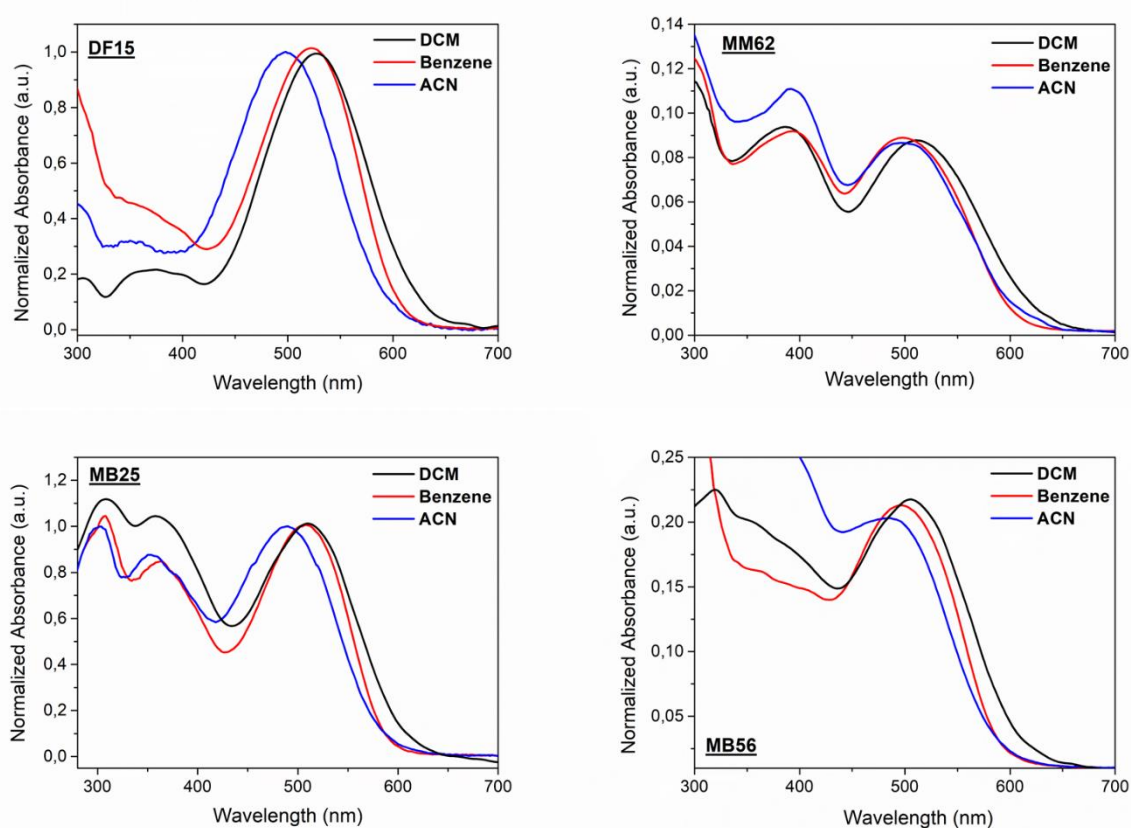 DF15
DCM
Benzene
ACN
Normalized Absorbance (a.u.)
1,0
0,8
0,6
0,4
0,2
0,0
300 400 500 600 700
Wavelength (nm)
MM62
DCM
Benzene
ACN
Normalized Absorbance (a.u.)
0,14
0,12
0,10
0,08
0,06
0,04
0,02
0,00
300 400 500 600 700
Wavelength (nm)
MB25
DCM
Benzene
ACN
Normalized Absorbance (a.u.)
1,2
1,0
0,8
0,6
0,4
0,2
0,0
300 400 500 600 700
Wavelength (nm)
DCM
Benzene
ACN
Normalized Absorbance (a.u.)
0,25
0,20
0,15
0,10
0,05
MB56
300 400 500 600 700
Wavelength (nm)